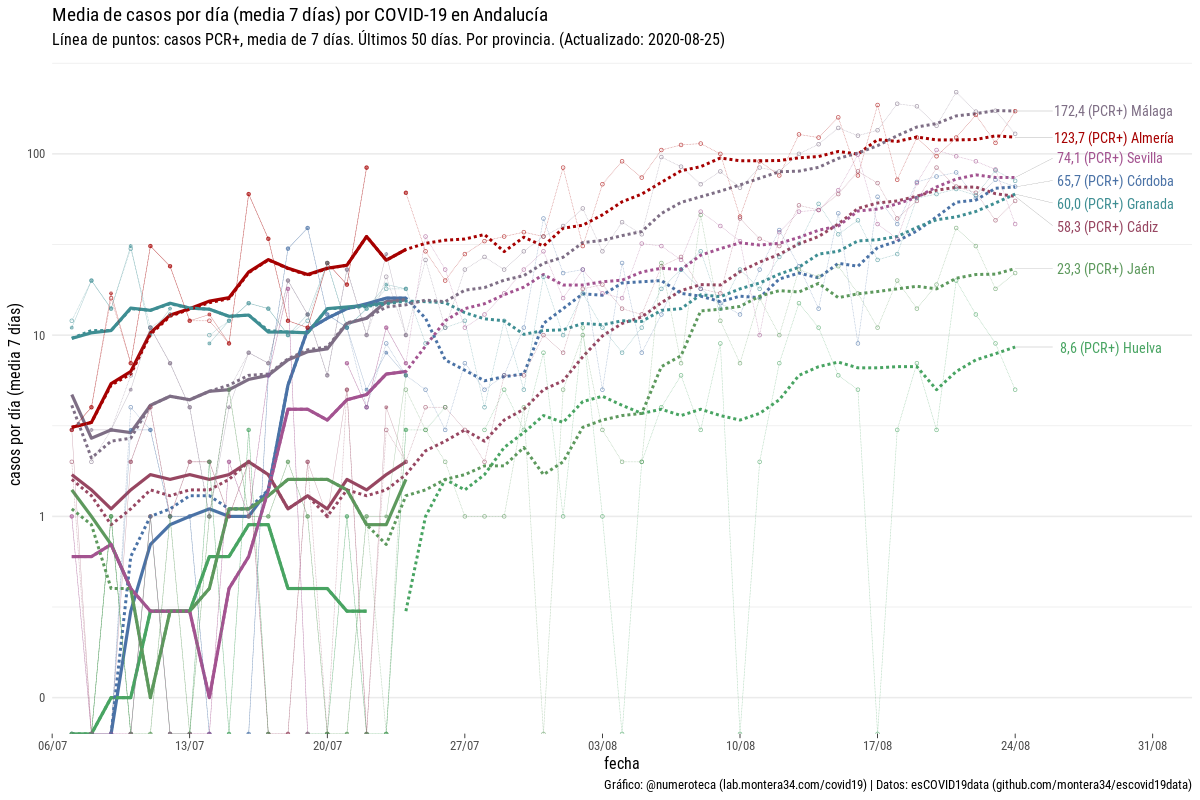 Media de casos por día (media 7 días) por COVID-19 en Andalucía
Línea de puntos: casos PCR+, media de 7 días. Últimos 50 días. Por provincia. (Actualizado: 2020-08-25)
casos por día (media 7 días)
100
10
1
0
172,4 (PCR+) Málaga
123,7 (PCR+) Almería
74,1 (PCR+) Sevilla
65,7 (PCR+) Córdoba
60,0 (PCR+) Granada
58,3 (PCR+) Cádiz
23,3 (PCR+) Jaén
8,6 (PCR+) Huelva
06/07 13/07 20/07 27/07 03/08 10/08 17/08 24/08 31/08
fecha
Gráfico: @numeroteca (lab.montera34.com/covid19) | Datos: esCOVID19data (github.com/montera34/escovid19data)